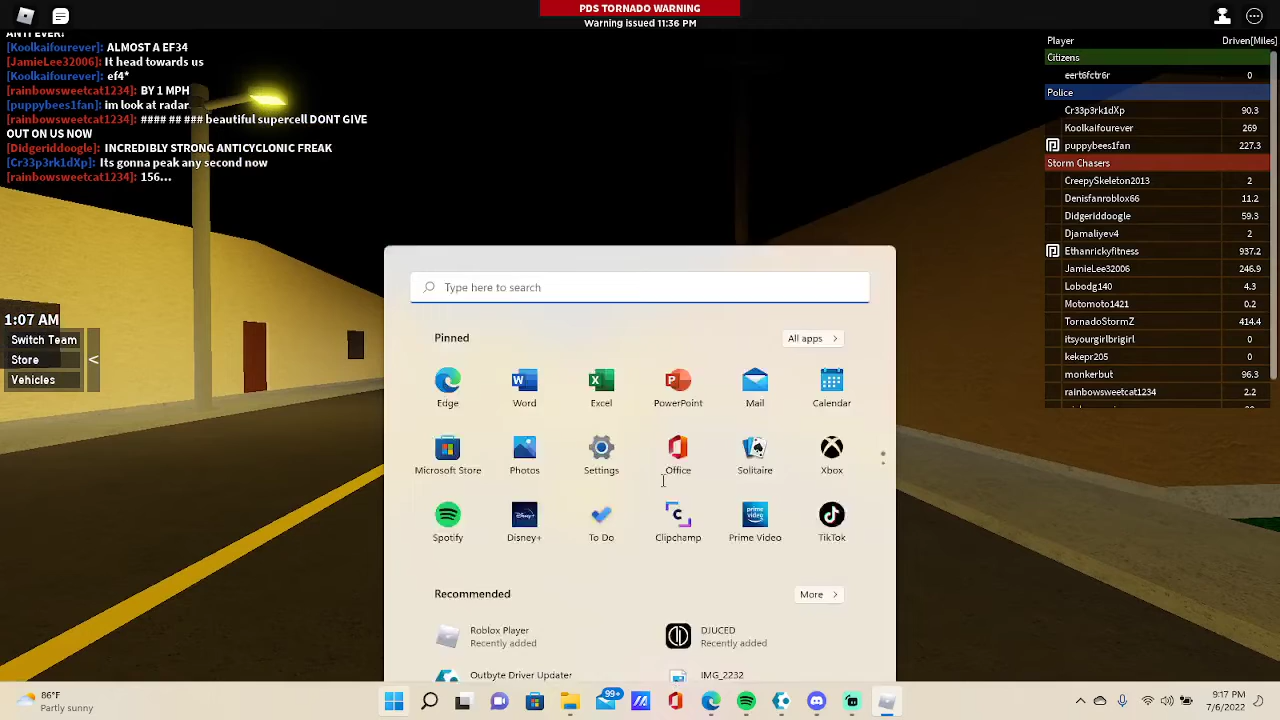 PDS TORNADO WARNING
Warning issued 11:36 PM
ANTI EVER!
[Koolkaifourever]: ALMOST A EF34
[JamieLee32006]: It head towards us
[Koolkaifourever]: ef4*
[rainbowsweetcat1234]: BY 1 MPH
[puppybees1fan]: im look at radar
[rainbowsweetcat1234]: #### ## ### beautiful supercell DONT GIVE
OUT ON US NOW
[Didgeriddoogle]: INCREDIBLY STRONG ANTICYCLONIC FREAK
[Cr33p3rk1dXp]: Its gonna peak any second now
[rainbowsweetcat1234]: 156...
1:07 AM
Switch Team
Store
Vehicles
<
Player Driven[Miles]
Citizens
eert6fctr6r 0
Police
Cr33p3rk1dXp 90.3
Koolkaifourever 269
puppybees1fan 227.3
Storm Chasers
CreepySkeleton2013 2
Denisfanroblox66 11.2
Didgeriddoogle 59.3
Djamaliyev4 2
Ethanrickyfitness 937.2
JamieLee32006 246.9
Lobodg140 4.3
Motomoto1421 0.2
TornadoStormZ 414.4
itsyourgirlbrigirl 0
kekepr205 0
monkerbut 96.3
rainbowsweetcat1234 2.2
Type here to search
Pinned
All apps
Edge Word Excel PowerPoint Mail Calendar
Microsoft Store Photos Settings Office Solitaire Xbox
Spotify Disney+ To Do Clipchamp Prime Video TikTok
Recommended
More
Roblox Player
Recently added
DJUCED
Recently added
Outbyte Driver Updater
IMG_2232
86°F
Partly sunny
99+
9:17 PM
7/6/2022